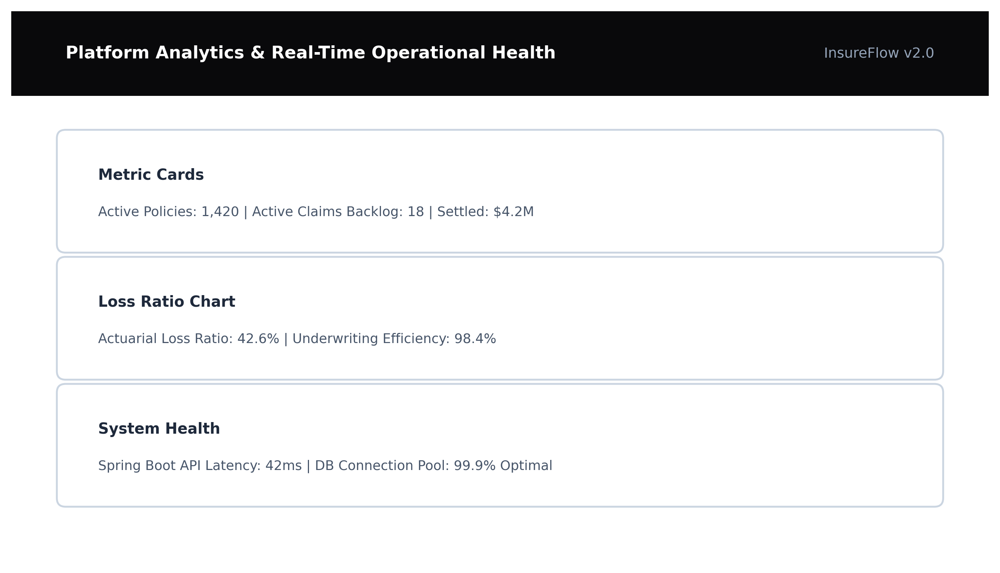 Platform Analytics & Real-Time Operational Health
InsureFlow v2.0
Metric Cards
Active Policies: 1,420 | Active Claims Backlog: 18 | Settled: $4.2M
Loss Ratio Chart
Actuarial Loss Ratio: 42.6% | Underwriting Efficiency: 98.4%
System Health
Spring Boot API Latency: 42ms | DB Connection Pool: 99.9% Optimal